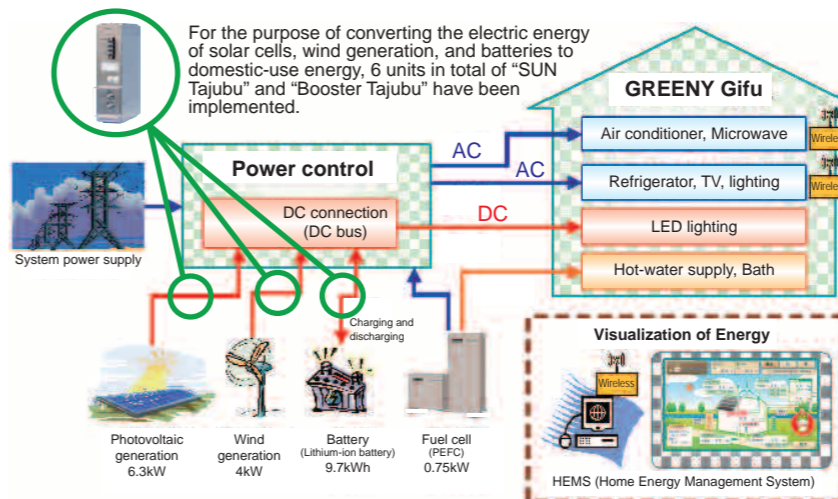 For the purpose of converting the electric energy
of solar cells, wind generation, and batteries to
domestic-use energy, 6 units in total of “SUN
Tajubu” and “Booster Tajubu” have been
implemented.
GREENY Gifu
Air conditioner, Microwave
Wireless
Power control
AC
AC
Refrigerator, TV, lighting
Wireless
DC connection
(DC bus)
DC
LED lighting
System power supply
Hot-water supply, Bath
Charging and
discharging
Visualization of Energy
Wireless
Photovoltaic
generation
6.3kW
Wind
generation
4kW
Battery
(Lithium-ion battery)
9.7kWh
Fuel cell
(PEFC)
0.75kW
HEMS (Home Energy Management System)